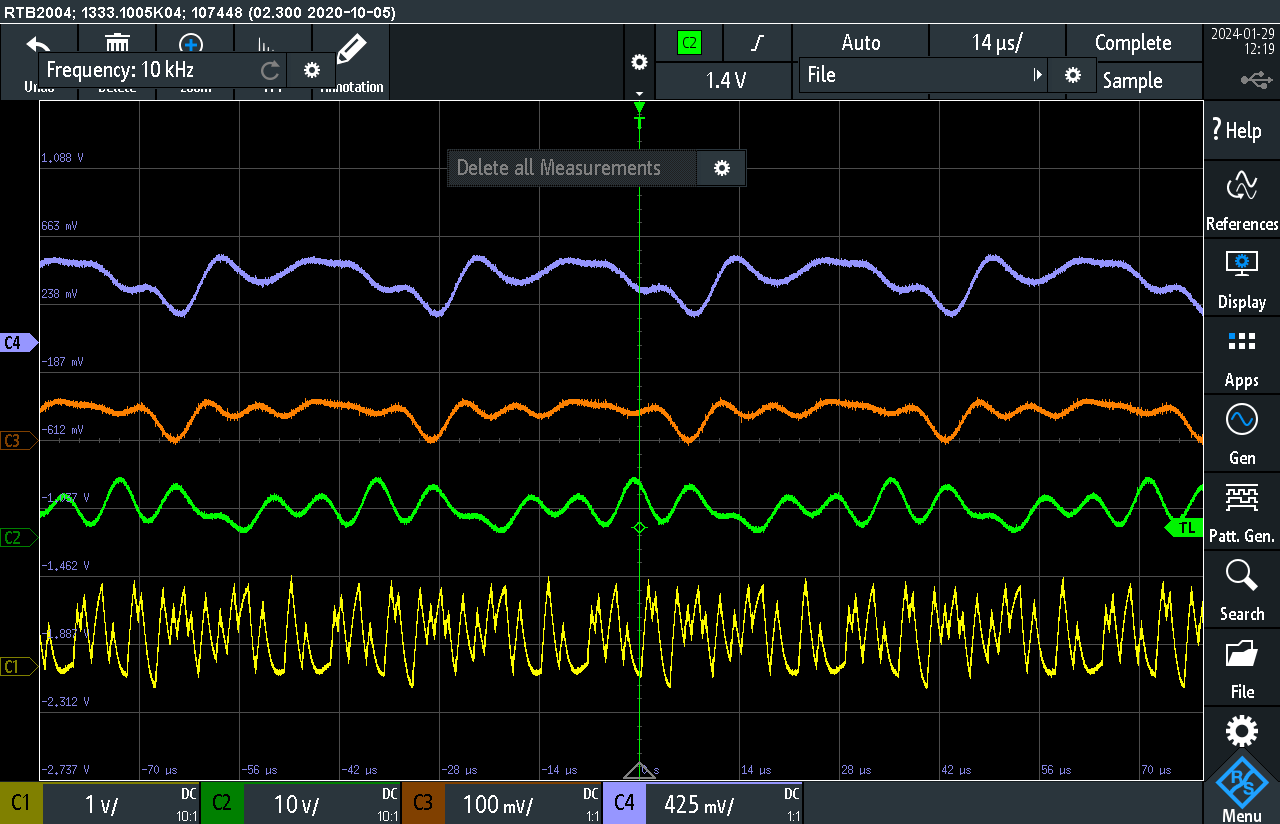 RTB2004; 1333.1005K04; 107448 (02.300 2020-10-05)
Undo
Delete
Zoom
FFT
Annotation
Frequency: 10 kHz
C2
Auto
14 µs/
Complete
2024-01-29
12:19
1.4 V
File
Sample
T
Delete all Measurements
1,088 V
663 mV
238 mV
-187 mV
-612 mV
-1,037 V
-1,462 V
-1,887 V
-2,312 V
-2,737 V
C4
C3
C2
C1
TL
-70 µs
-56 µs
-42 µs
-28 µs
-14 µs
0 s
14 µs
28 µs
42 µs
56 µs
70 µs
? Help
References
Display
Apps
Gen
Patt. Gen.
Search
File
R&S
Menu
C1
1 V/
DC
10:1
C2
10 V/
DC
10:1
C3
100 mV/
DC
1:1
C4
425 mV/
DC
1:1